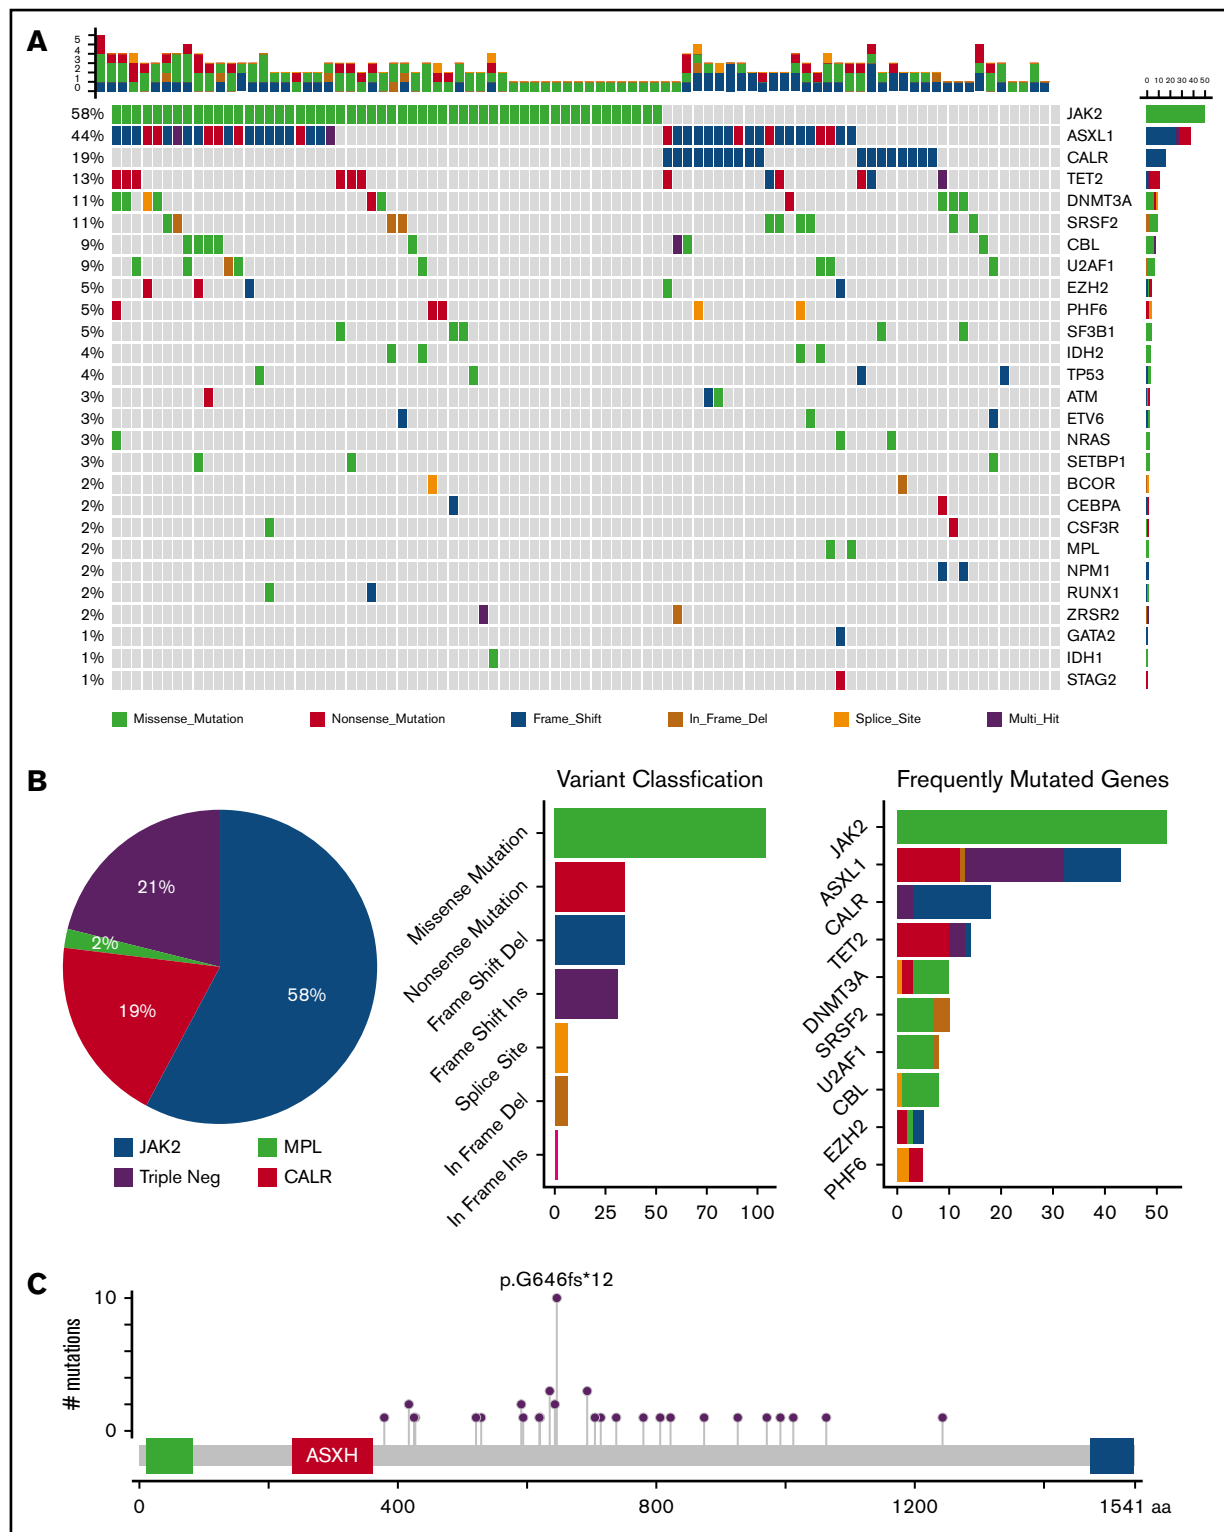 A
5
4
3
2
1
0
0 10 20 30 40 50
58% JAK2
44% ASXL1
19% CALR
13% TET2
11% DNMT3A
11% SRSF2
9% CBL
9% U2AF1
5% EZH2
5% PHF6
5% SF3B1
4% IDH2
4% TP53
3% ATM
3% ETV6
3% NRAS
3% SETBP1
2% BCOR
2% CEBPA
2% CSF3R
2% MPL
2% NPM1
2% RUNX1
2% ZRSR2
1% GATA2
1% IDH1
1% STAG2
Missense_Mutation Nonsense_Mutation Frame_Shift In_Frame_Del Splice_Site Multi_Hit
B
21%
2%
19%
58%
JAK2 MPL
Triple Neg CALR
Variant Classfication
Missense Mutation
Nonsense Mutation
Frame Shift Del
Frame Shift Ins
Splice Site
In Frame Del
In Frame Ins
0 25 50 70 100
Frequently Mutated Genes
JAK2
ASXL1
CALR
TET2
DNMT3A
SRSF2
U2AF1
CBL
EZH2
PHF6
0 10 20 30 40 50
C
p.G646fs*12
10
0
# mutations
ASXH
0 400 800 1200 1541 aa